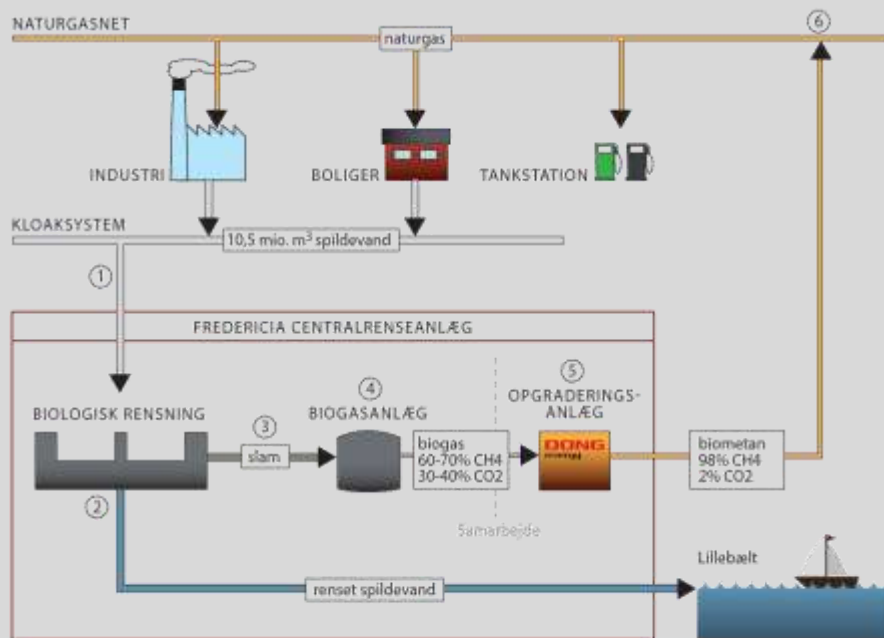 NATURGASNET
6
naturgas
INDUSTRI
BOLIGER
TANKSTATION
KLOAKSYSTEM
10,5 mio. m³ spildevand
1
FREDERICIA CENTRALRENSEANLÆG
BIOLOGISK RENSNING
3
slam
4
BIOGASANLÆG
biogas
60-70% CH4
30-40% CO2
5
OPGRADERINGS-
ANLÆG
DONG
energy
biometan
98% CH4
2% CO2
2
Samarbejde
Lillebælt
renset spildevand